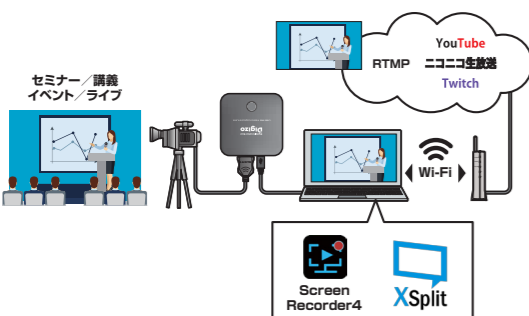 YouTube
RTMP ニコニコ生放送
Twitch
セミナー／講義
イベント／ライブ
Digizo
Wi-Fi
Screen
Recorder4
XSplit